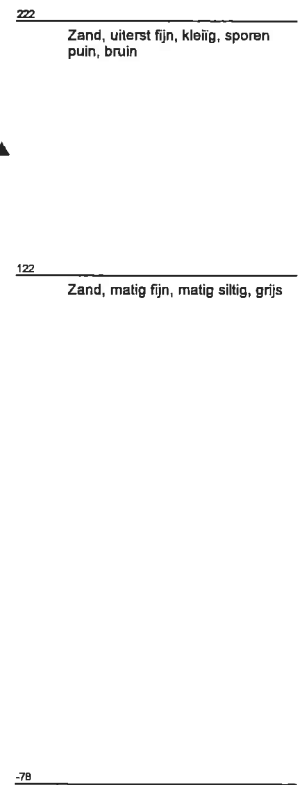 222
Zand, uiterst fijn, kleiïg, sporen
puin, bruin
122
Zand, matig fijn, matig siltig, grijs
-78